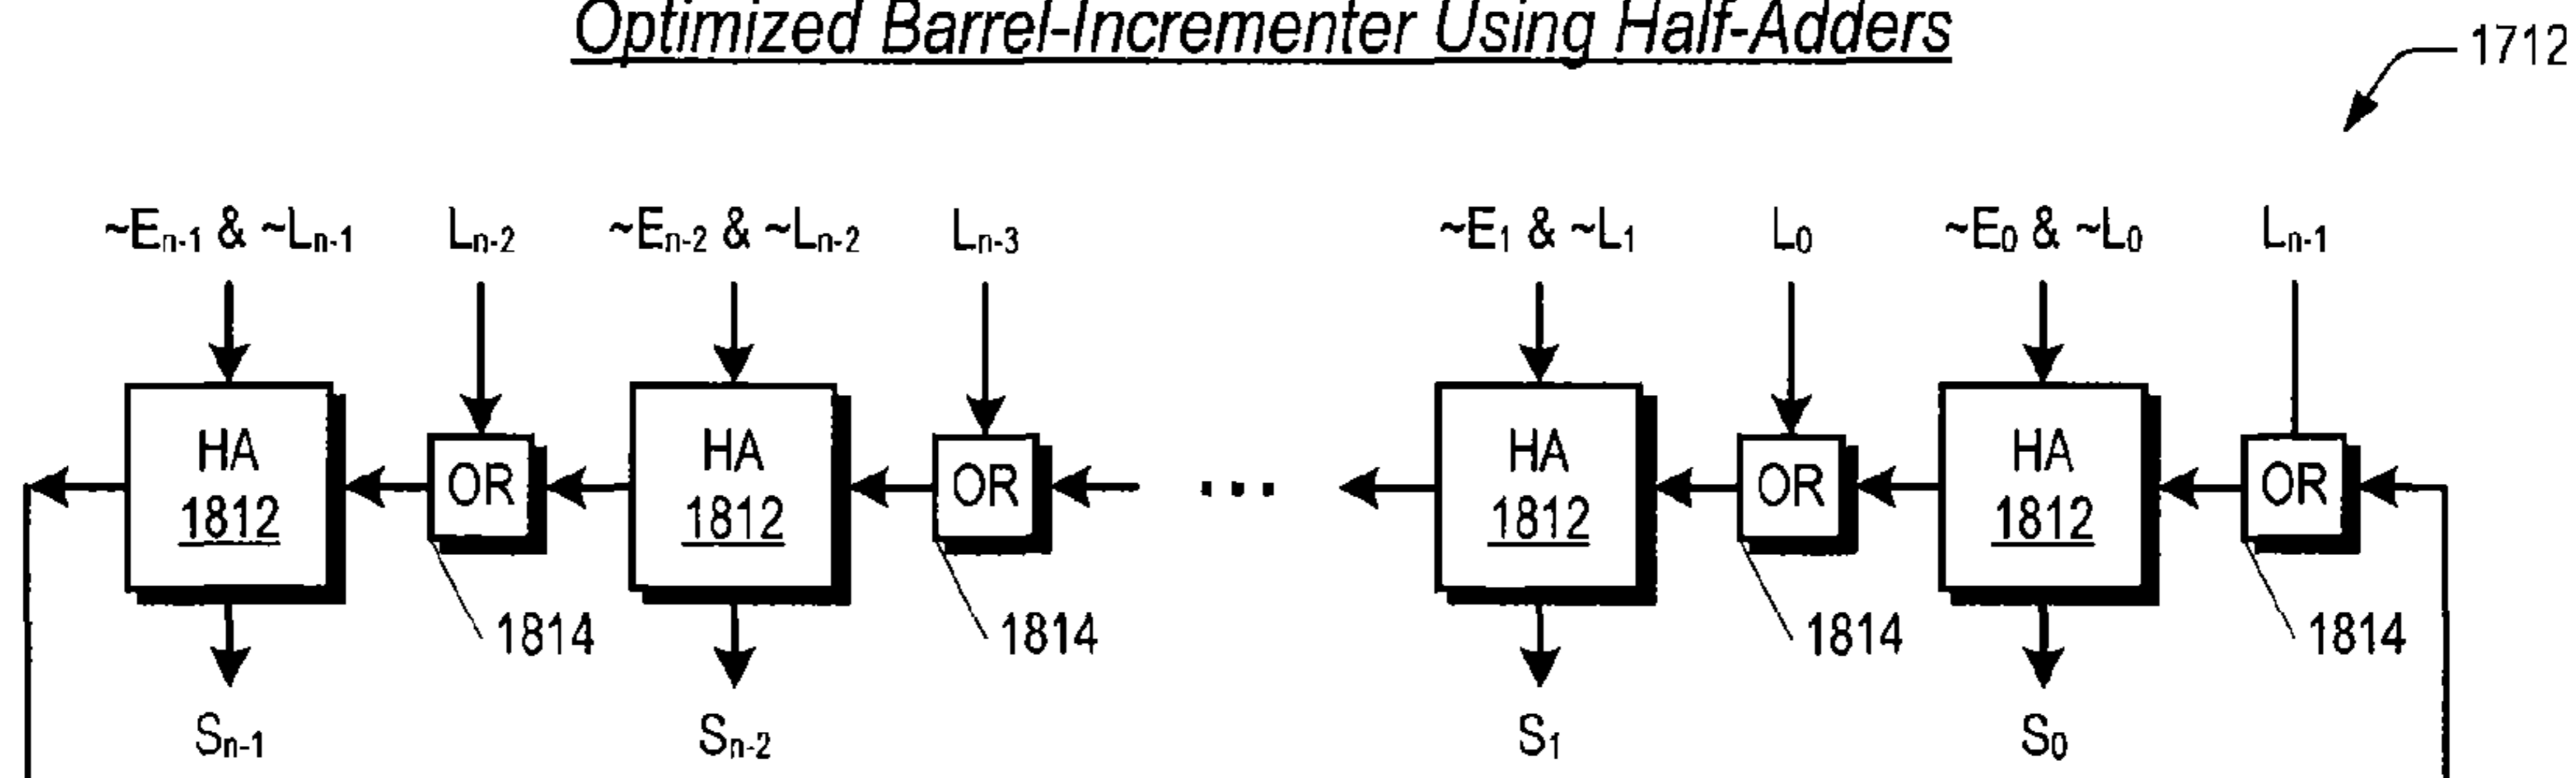 Optimized Barrel-Incrementer Using Half-Adders
1712
~Eₙ₋₁ & ~Lₙ₋₁ Lₙ₋₂ ~Eₙ₋₂ & ~Lₙ₋₂ Lₙ₋₃ ~E₁ & ~L₁ L₀ ~E₀ & ~L₀ Lₙ₋₁
HA OR HA OR ... HA OR HA OR
1812 1812 1812 1812
1814 1814 1814 1814
Sₙ₋₁ Sₙ₋₂ S₁ S₀